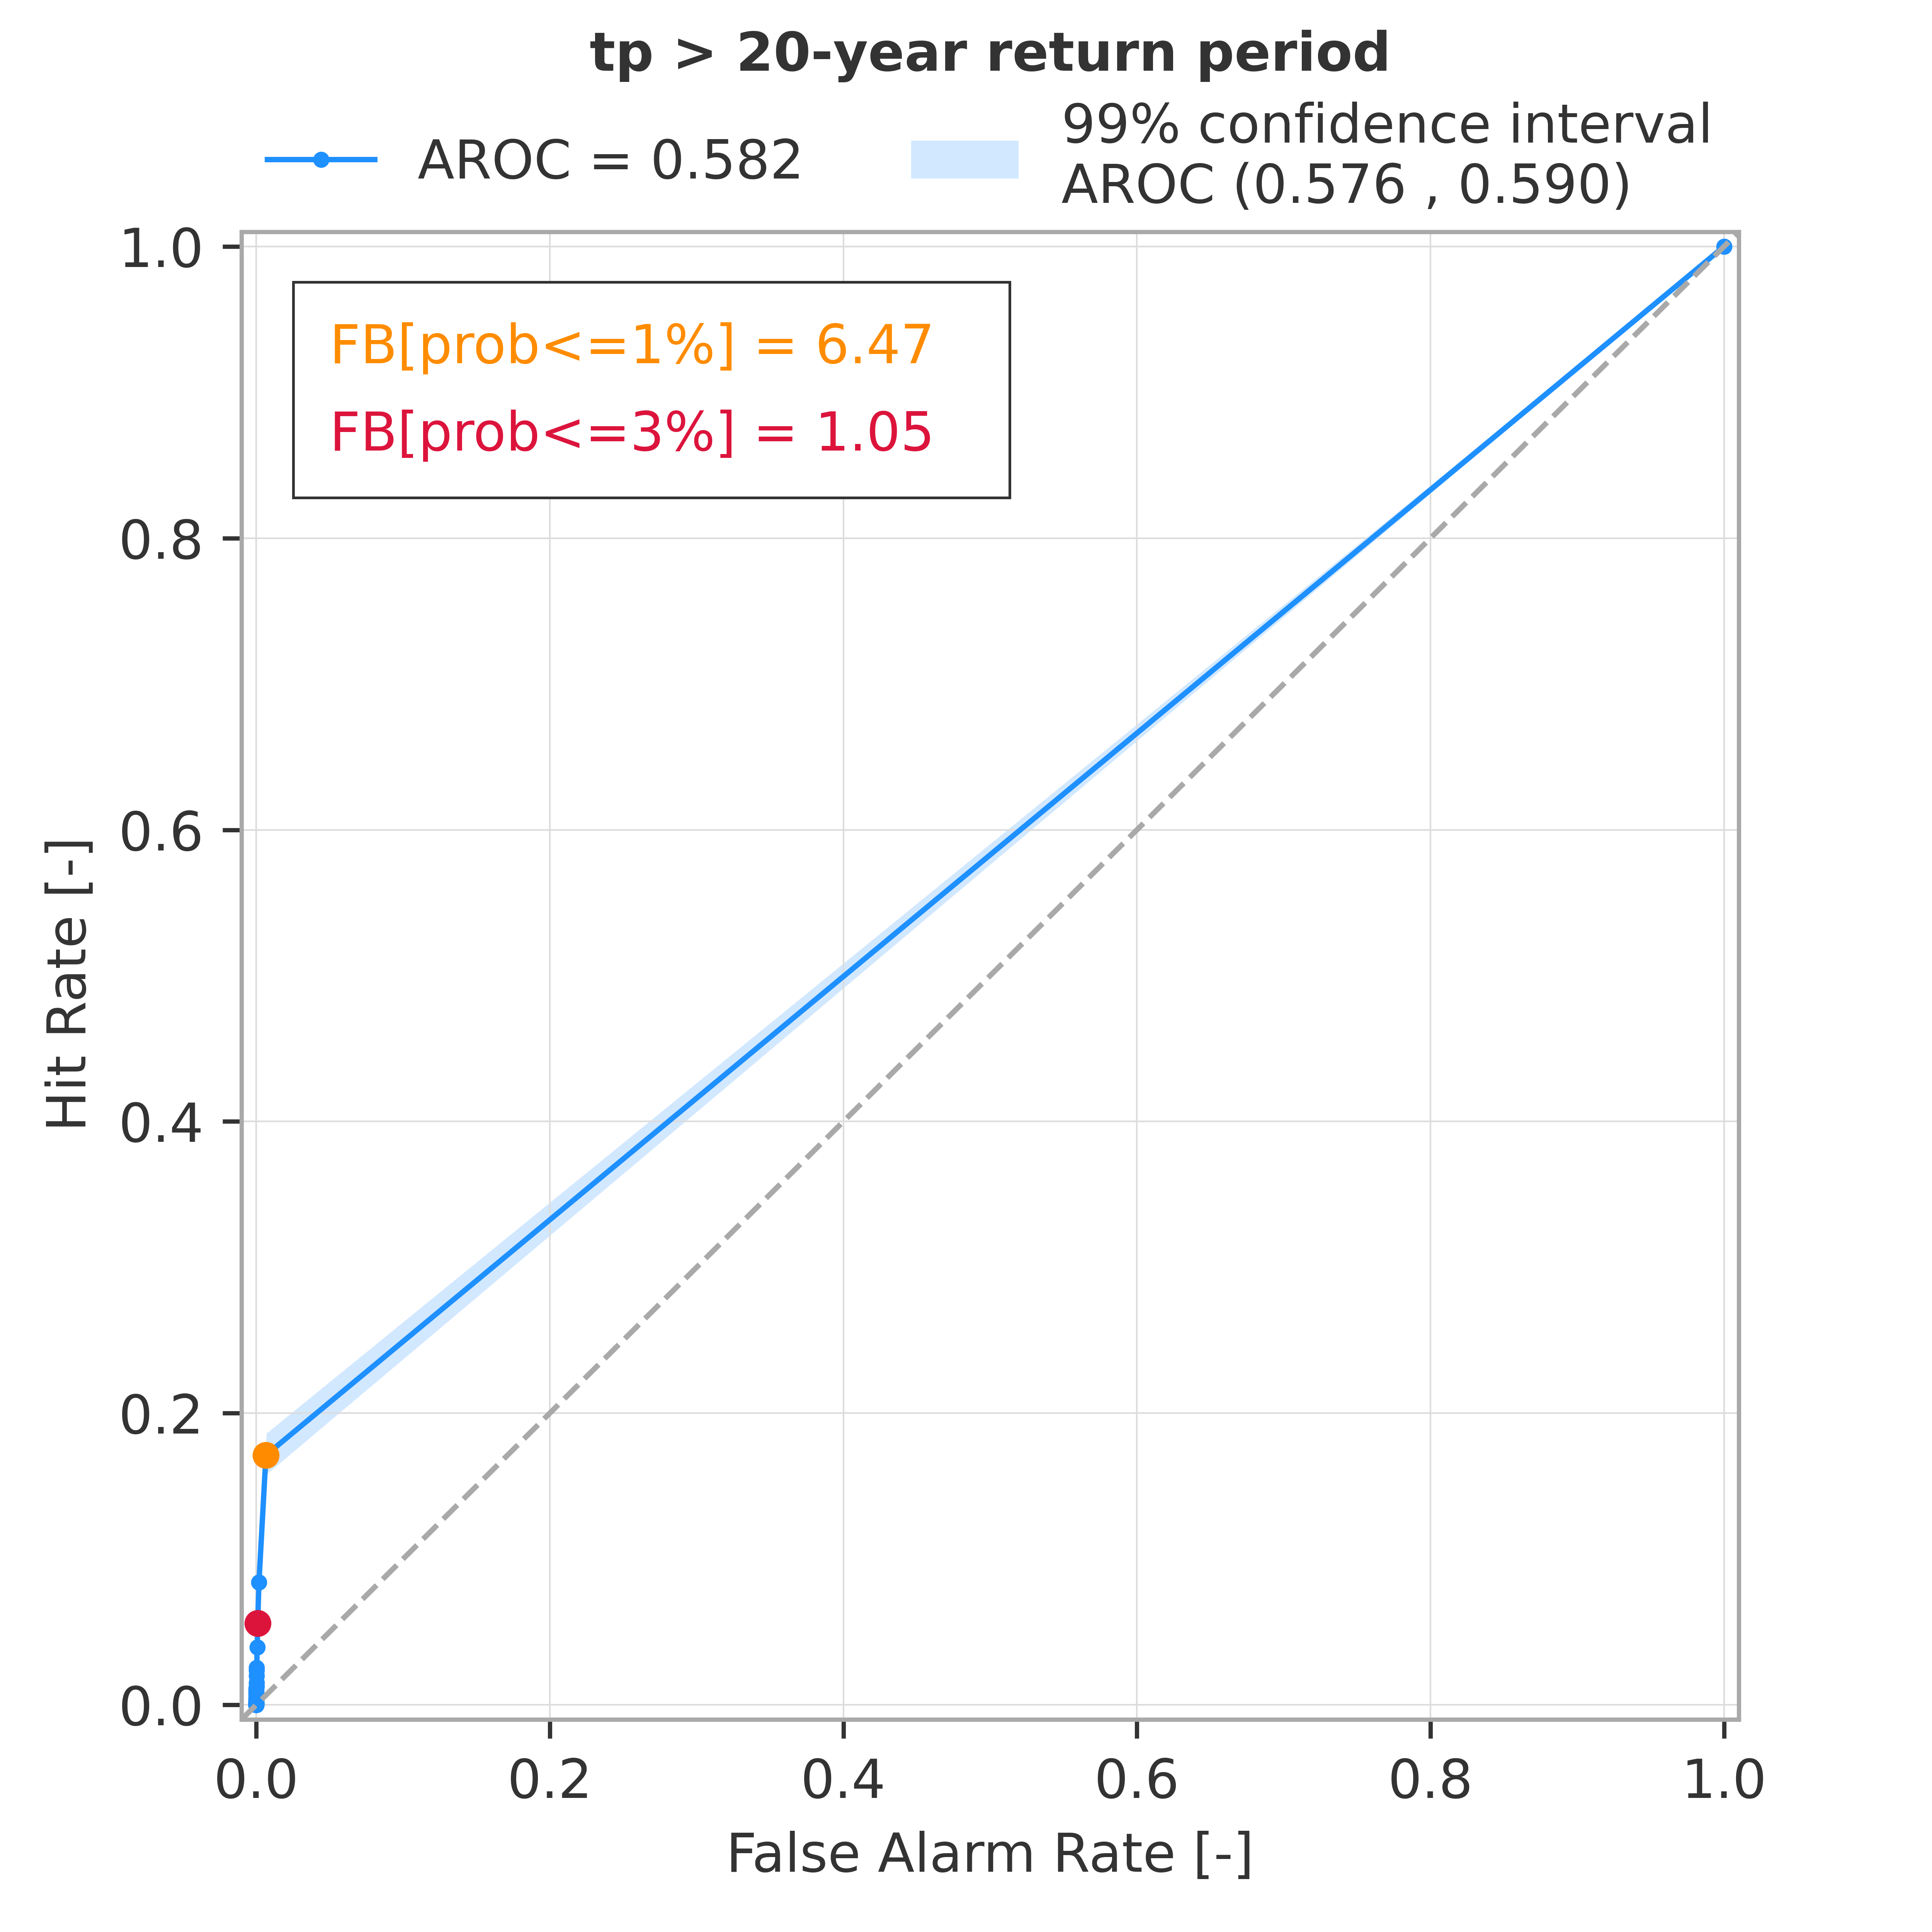 tp > 20-year return period
AROC = 0.582
99% confidence interval
AROC (0.576 , 0.590)
FB[prob<=1%] = 6.47
FB[prob<=3%] = 1.05
Hit Rate [-]
1.0
0.8
0.6
0.4
0.2
0.0
0.0 0.2 0.4 0.6 0.8 1.0
False Alarm Rate [-]